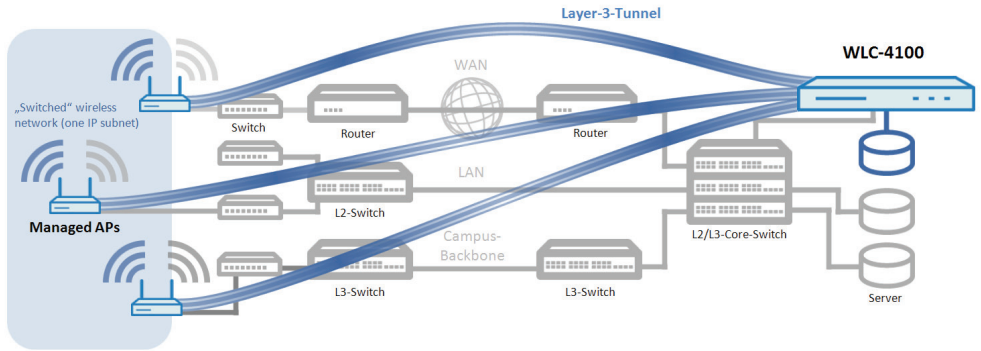 Layer-3-Tunnel
WLC-4100
WAN
„Switched“ wireless
network (one IP subnet)
Switch
Router
Router
LAN
L2-Switch
Managed APs
L2/L3-Core-Switch
Campus-
Backbone
L3-Switch
L3-Switch
Server